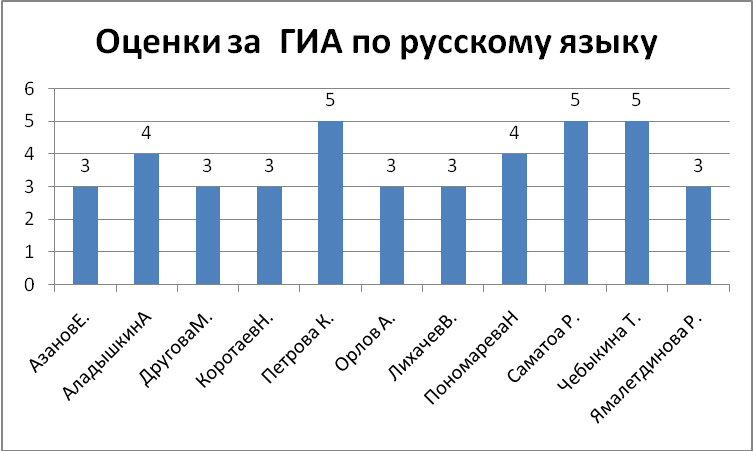 Оценки за ГИА по русскому языку
6
5
4
3
2
1
0
3
4
3
3
5
3
3
4
5
5
3
АзановЕ.
АладышкинА
ДруговаМ.
КоротаевН.
Петрова К.
Орлов А.
ЛихачевВ.
ПономареваН
Саматоа Р.
Чебыкина Т.
Ямалетдинова Р.